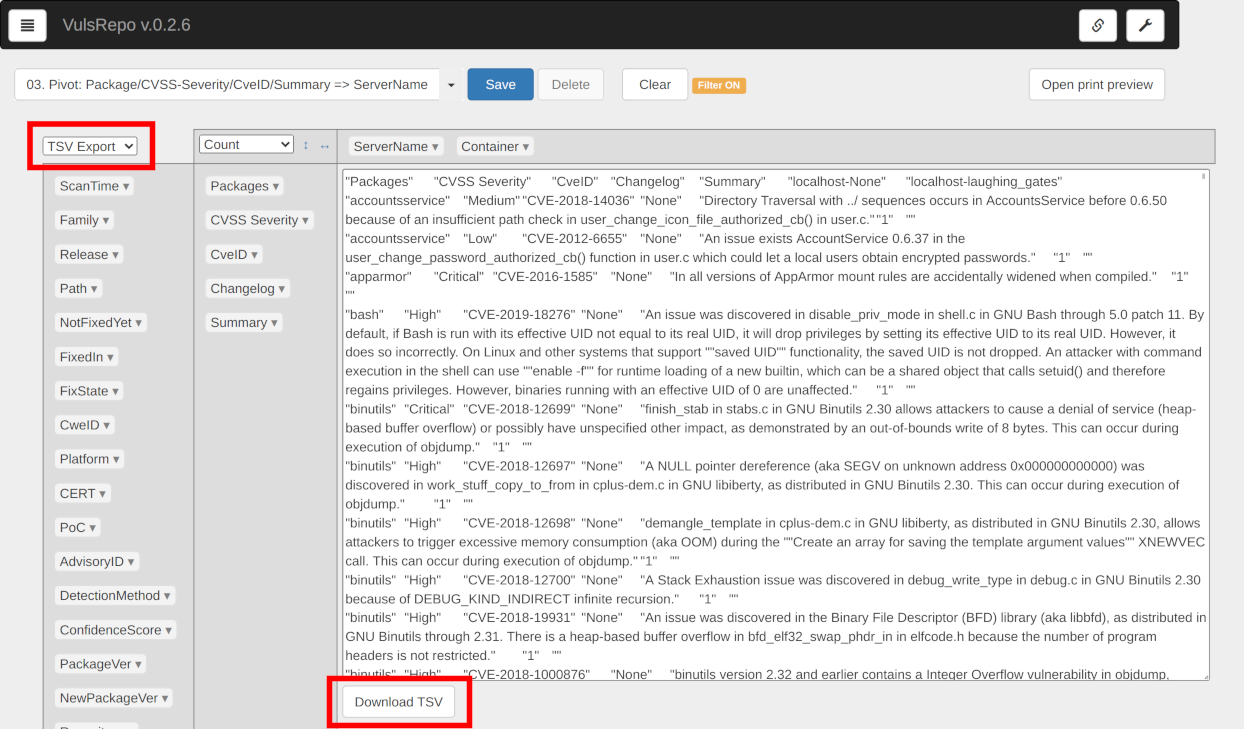 VulsRepo v.0.2.6
03. Pivot: Package/CVSS-Severity/CveID/Summary => ServerName
Save
Delete
Clear
Filter ON
Open print preview
TSV Export
Count
ServerName ▾
Container ▾
ScanTime ▾
Family ▾
Release ▾
Path ▾
NotFixedYet ▾
FixedIn ▾
FixState ▾
CweID ▾
Platform ▾
CERT ▾
PoC ▾
AdvisoryID ▾
DetectionMethod ▾
ConfidenceScore ▾
PackageVer ▾
NewPackageVer ▾
Packages ▾
CVSS Severity ▾
CveID ▾
Changelog ▾
Summary ▾
"Packages" "CVSS Severity" "CveID" "Changelog" "Summary" "localhost-None" "localhost-laughing_gates"
"accountsservice" "Medium" "CVE-2018-14036" "None" "Directory Traversal with ../ sequences occurs in AccountsService before 0.6.50
because of an insufficient path check in user_change_icon_file_authorized_cb() in user.c." "1" ""
"accountsservice" "Low" "CVE-2012-6655" "None" "An issue exists AccountService 0.6.37 in the
user_change_password_authorized_cb() function in user.c which could let a local users obtain encrypted passwords." "1" ""
"apparmor" "Critical" "CVE-2016-1585" "None" "In all versions of AppArmor mount rules are accidentally widened when compiled." "1"
""
"bash" "High" "CVE-2019-18276" "None" "An issue was discovered in disable_priv_mode in shell.c in GNU Bash through 5.0 patch 11. By
default, if Bash is run with its effective UID not equal to its real UID, it will drop privileges by setting its effective UID to its real UID. However, it
does so incorrectly. On Linux and other systems that support ""saved UID"" functionality, the saved UID is not dropped. An attacker with command
execution in the shell can use ""enable -f"" for runtime loading of a new builtin, which can be a shared object that calls setuid() and therefore
regains privileges. However, binaries running with an effective UID of 0 are unaffected." "1" ""
"binutils" "Critical" "CVE-2018-12699" "None" "finish_stab in stabs.c in GNU Binutils 2.30 allows attackers to cause a denial of service (heap-
based buffer overflow) or possibly have unspecified other impact, as demonstrated by an out-of-bounds write of 8 bytes. This can occur during
execution of objdump." "1" ""
"binutils" "High" "CVE-2018-12697" "None" "A NULL pointer dereference (aka SEGV on unknown address 0x000000000000) was
discovered in work_stuff_copy_to_from in cplus-dem.c in GNU libiberty, as distributed in GNU Binutils 2.30. This can occur during execution of
objdump." "1" ""
"binutils" "High" "CVE-2018-12698" "None" "demangle_template in cplus-dem.c in GNU libiberty, as distributed in GNU Binutils 2.30, allows
attackers to trigger excessive memory consumption (aka OOM) during the ""Create an array for saving the template argument values"" XNEWVEC
call. This can occur during execution of objdump." "1" ""
"binutils" "High" "CVE-2018-12700" "None" "A Stack Exhaustion issue was discovered in debug_write_type in debug.c in GNU Binutils 2.30
because of DEBUG_KIND_INDIRECT infinite recursion." "1" ""
"binutils" "High" "CVE-2018-19931" "None" "An issue was discovered in the Binary File Descriptor (BFD) library (aka libbfd), as distributed in
GNU Binutils through 2.31. There is a heap-based buffer overflow in bfd_elf32_swap_phdr_in in elfcode.h because the number of program
headers is not restricted." "1" ""
"binutils" "High" "CVE-2018-1000876" "None" "binutils version 2.32 and earlier contains a Integer Overflow vulnerability in objdump,
Download TSV